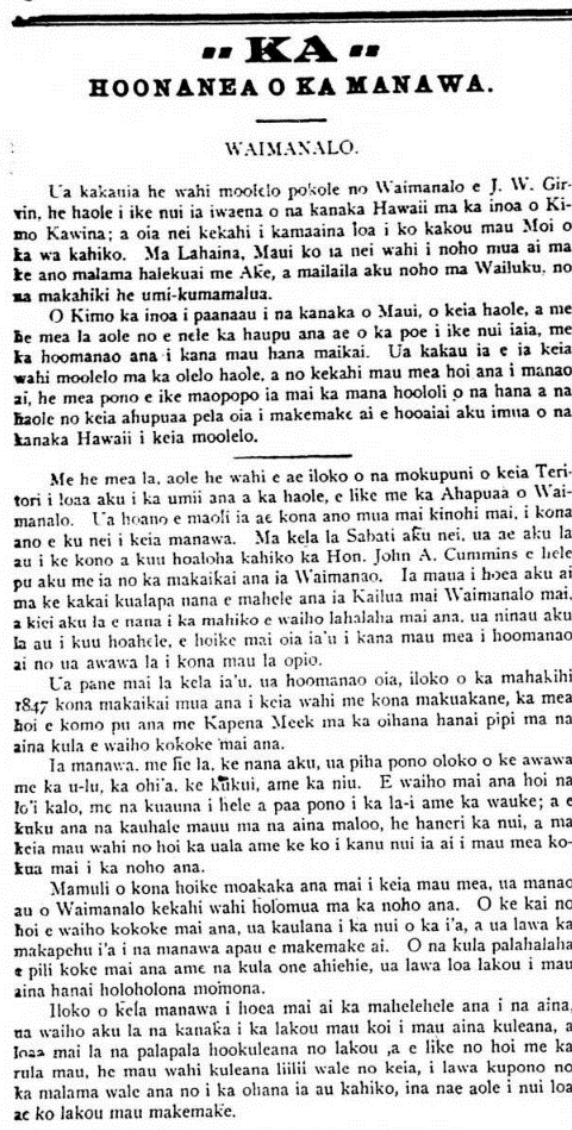 " KA "
HOONANEA O KA MANAWA.
WAIMANALO.
Ua kakauia he wahi moolelo pokole no Waimanalo e J. W. Gir-
vin, he haole i ike nui ia iwaena o na kanaka Hawaii ma ka inoa o Ki-
mo Kawina; a oia nei kekahi i kamaaina loa i ko kakou mau Moi o
ka wa kahiko. Ma Lahaina, Maui ko ia nei wahi i noho mua ai ma
ke ano malama halekuai me Ake, a mailaila aku noho ma Wailuku, no
na makahiki he umi-kumamalua.
O Kimo ka inoa i paanaau i na kanaka o Maui, o keia haole, a me
he mea la aole no e nele ka haupu ana ae o ka poe i ike nui iaia, me
ka hoomanao ana i kana mau hana maikai. Ua kakau ia e ia keia
wahi moolelo ma ka olelo haole, a no kekahi mau mea hoi ana i manao
ai, he mea pono e ike maopopo ia mai ka mana hoololi o na hana a na
haole no keia ahupuaa pela oia i makemake ai e hooaiai aku imua o na
kanaka Hawaii i keia moolelo.
Me he mea la, aole he wahi e ae iloko o na mokupuni o keia Teri-
tori i loaa aku i ka umii ana a ka haole, e like me ka Ahapuaa o Wai-
manalo. Ua hoano e maoli ia ae kona ano mua mai kinohi mai, i kona
ano e ku nei i keia manawa. Ma kela la Sabati aku nei, ua ae aku la
au i ke kono a kuu hoaloha kahiko ka Hon. John A. Cummins e hele
pu aku me ia no ka makaikai ana ia Waimanao. Ia maua i hoea aku ai
ma ke kakai kualapa nana e mahele ana ia Kailua mai Waimanalo mai,
a kiei aku la e nana i ka mahiko e waiho lahalaha mai ana, ua ninau aku
la au i kuu hoahele, e hoike mai oia ia'u i kana mau mea i hoomanao
ai no ua awawa la i kona mau la opio.
Ua pane mai la kela ia'u, ua hoomanao oia, iloko o ka mahakihi
1847 kona makaikai mua ana i keia wahi me kona makuakane, ka mea
hoi e komo pu ana me Kapena Meek ma ka oihana hanai pipi ma na
aina kula e waiho kokoke mai ana.
Ia manawa, me he la, ke nana aku, ua piha pono oloko o ke awawa
me ka u-lu, ka ohi'a, ke kukui, ame ka niu. E waiho mai ana hoi na
lo'i kalo, me na kuauna i hele a paa pono i ka la-i ame ka wauke; a e
kuku ana na kauhale mauu ma na aina maloo, he haneri ka nui, a ma
keia mau wahi no hoi ka uala ame ke ko i kanu nui ia ai i mau mea ko-
kua mai i ka noho ana.
Mamuli o kona hoike moakaka ana mai i keia mau mea, ua manao
au o Waimanalo kekahi wahi holomua ma ka noho ana. O ke kai no
hoi e waiho kokoke mai ana, ua kaulana i ka nui o ka i'a, a ua lawa ka
makapehu i'a i na manawa apau e makemake ai. O na kula palahalaha
e pili koke mai ana ame na kula one ahiehie, ua lawa loa lakou i mau
aina hanai holoholona momona.
Iloko o kela manawa i hoea mai ai ka mahelehele ana i na aina,
ua waiho aku la na kanaka i ka lakou mau koi i mau aina kuleana, a
loaa mai la na palapala hookuleana no lakou ,a e like no hoi me ka
rula mau, he mau wahi kuleana liilii wale no keia, i lawa kupono no
ka malama wale ana no i ka ohana ia au kahiko, ina nae aole i nui loa
ae ko lakou mau makemake.